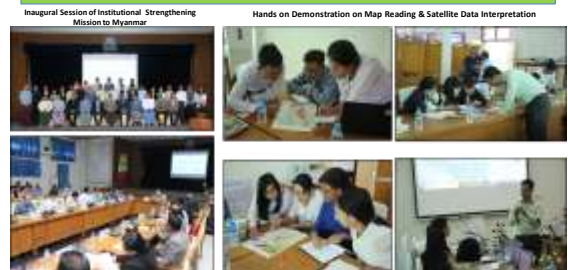 Inaugural Session of Institutional Strengthening
Mission to Myanmar
Hands on Demonstration on Map Reading & Satellite Data Interpretation